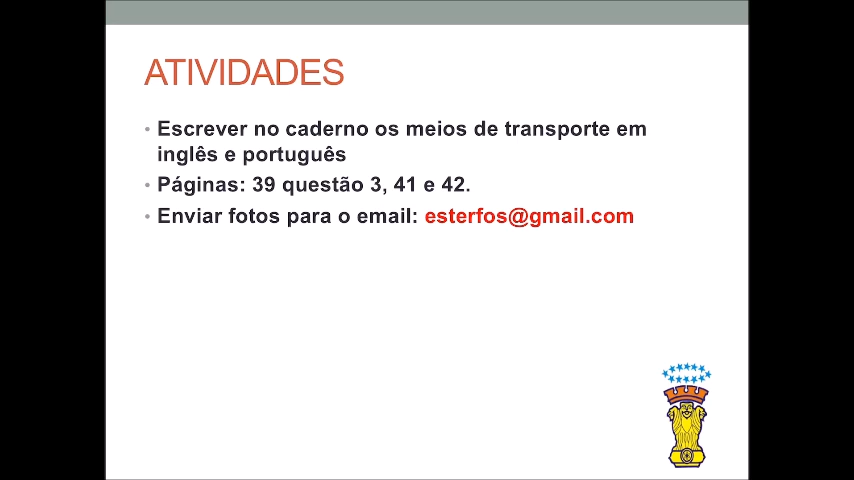 ATIVIDADES
• Escrever no caderno os meios de transporte em
inglês e português
• Páginas: 39 questão 3, 41 e 42.
• Enviar fotos para o email: esterfos@gmail.com